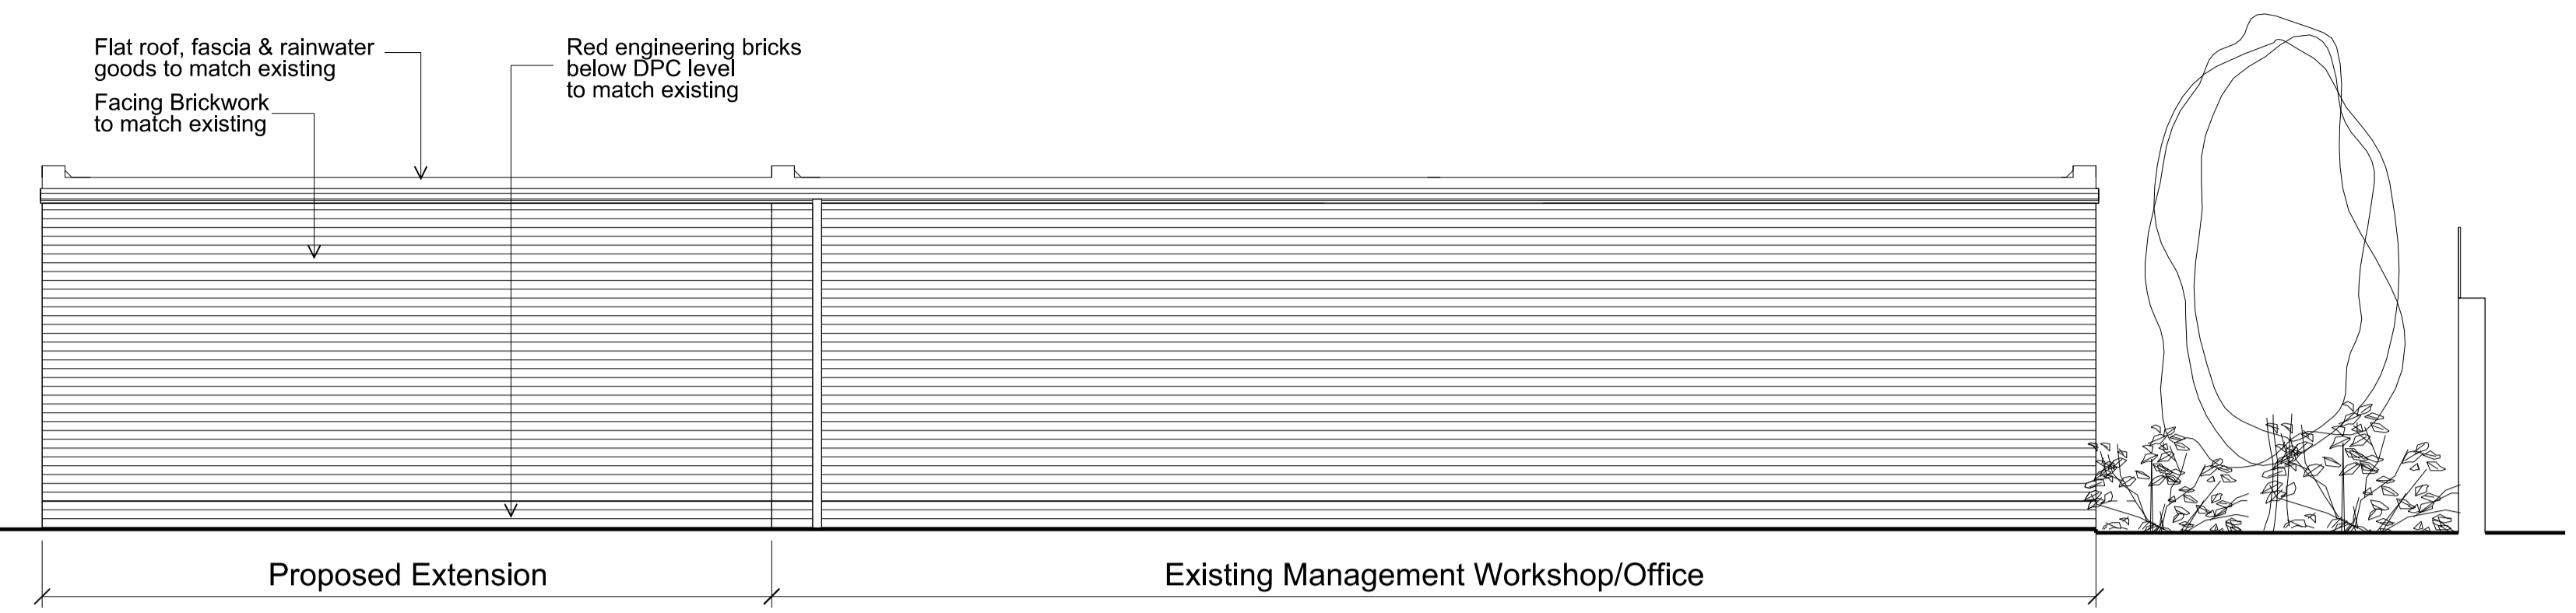 Flat roof, fascia & rainwater
goods to match existing
Facing Brickwork
to match existing
Red engineering bricks
below DPC level
to match existing
Proposed Extension
Existing Management Workshop/Office